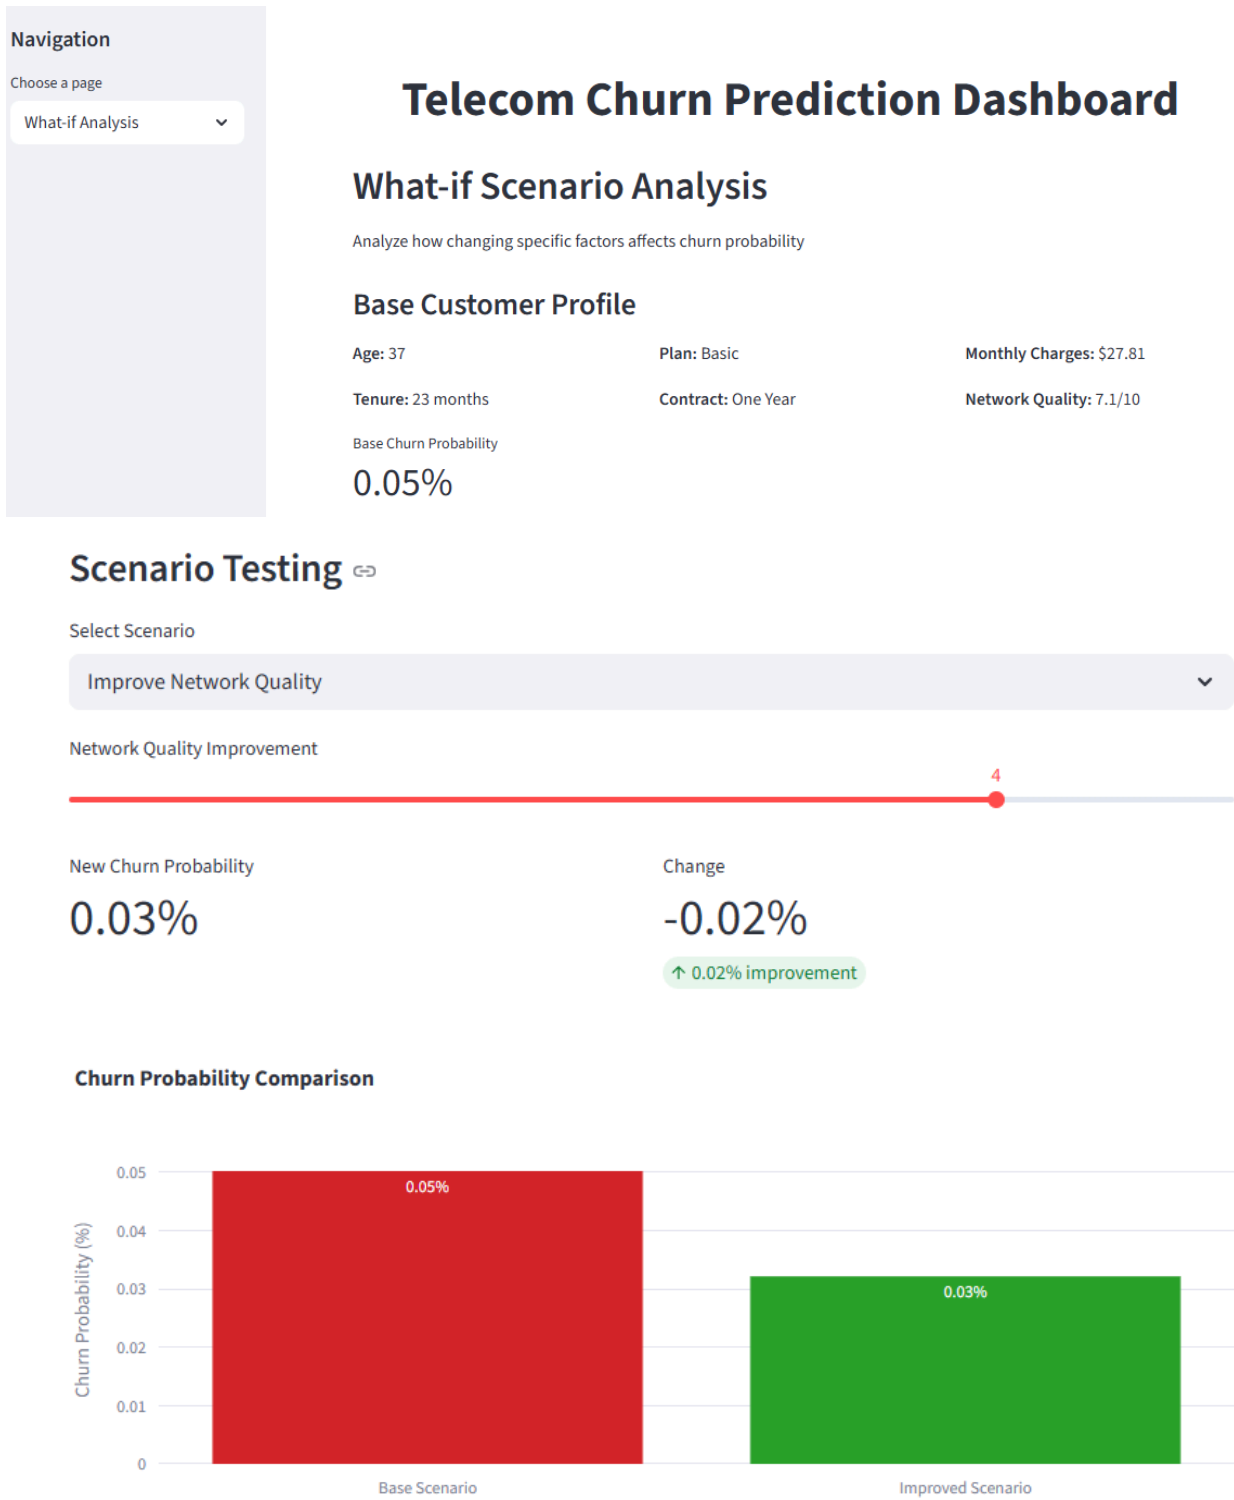 Navigation
Choose a page
What-if Analysis
Telecom Churn Prediction Dashboard
What-if Scenario Analysis
Analyze how changing specific factors affects churn probability
Base Customer Profile
Age: 37 Plan: Basic Monthly Charges: $27.81
Tenure: 23 months Contract: One Year Network Quality: 7.1/10
Base Churn Probability
0.05%
Scenario Testing
Select Scenario
Improve Network Quality
Network Quality Improvement
4
New Churn Probability Change
0.03% -0.02%
↑ 0.02% improvement
Churn Probability Comparison
Churn Probability (%)
0.05
0.04
0.03
0.02
0.01
0
0.05%
0.03%
Base Scenario Improved Scenario